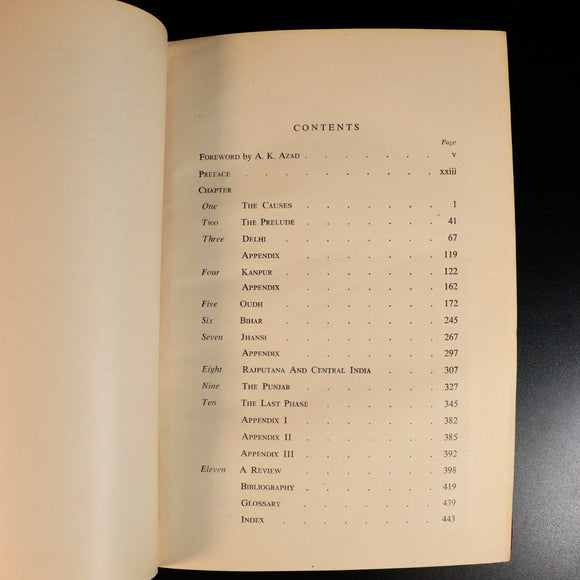 CONTENTS
Page
FOREWORD by A. K. AZAD . . . . . . . v
PREFACE . . . . . . . . . . xxiii
CHAPTER
One THE CAUSES . . . . . . 1
Two THE PRELUDE . . . . . . 41
Three DELHI . . . . . . . 67
APPENDIX . . . . . . 119
Four KANPUR . . . . . . . 122
APPENDIX . . . . . . 162
Five OUDH . . . . . . . 172
Six BIHAR . . . . . . . 245
Seven JHANSI . . . . . . . 267
APPENDIX . . . . . . 297
Eight RAJPUTANA AND CENTRAL INDIA . . . 307
Nine THE PUNJAB . . . . . . 327
Ten THE LAST PHASE . . . . . . 345
APPENDIX I . . . . . . 382
APPENDIX II . . . . . . 385
APPENDIX III . . . . . . 392
Eleven A REVIEW . . . . . . 398
BIBLIOGRAPHY . . . . . . 419
GLOSSARY . . . . . . 439
INDEX . . . . . . . 443